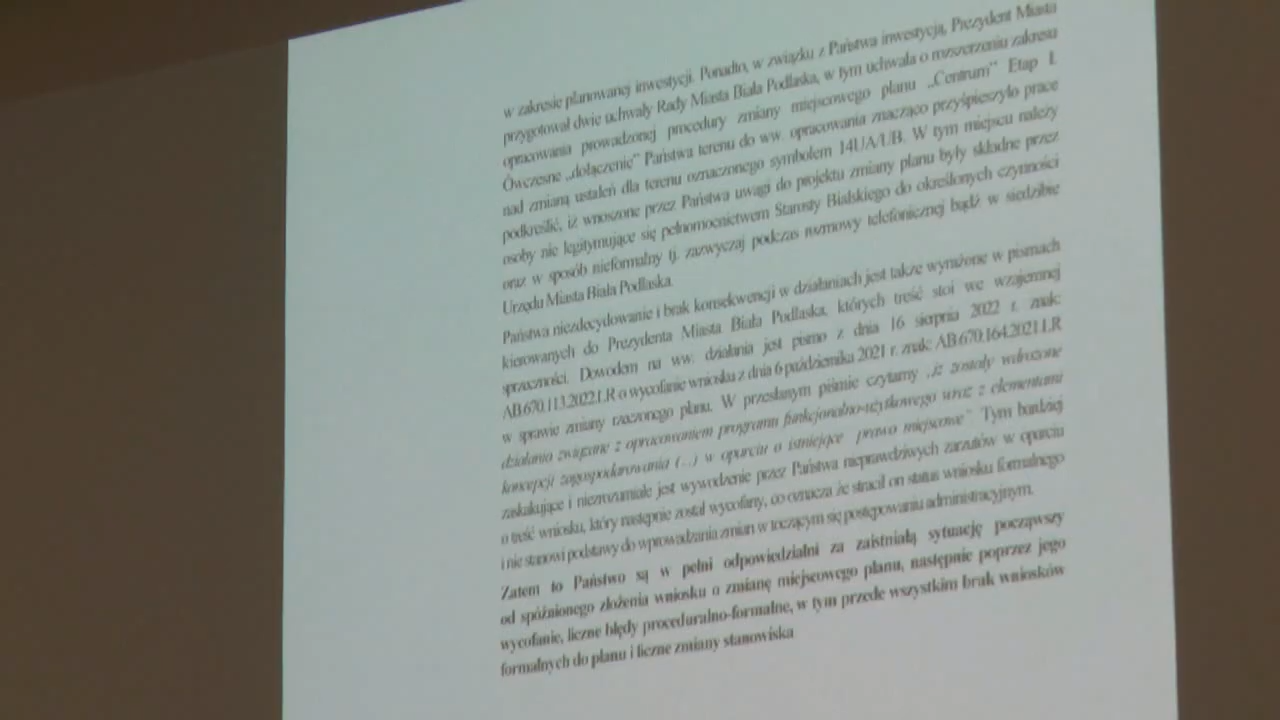 w zakresie planowanej inwestycji. Ponadto, w związku z Państwa inwestycją, Prezydent Miasta
przygotował dwie uchwały Rady Miasta Biała Podlaska, w tym uchwała o rozszerzeniu zakresu
opracowania prowadzonej procedury zmiany miejscowego planu „Centrum” Etap I.
Ówczesne „dołączenie” Państwa terenu do ww. opracowania znacząco przyśpieszyło prace
nad zmianą ustaleń dla terenu oznaczonego symbolem 14UA/UB. W tym miejscu należy
podkreślić, iż wnoszone przez Państwa uwagi do projektu zmiany planu były składne przez
osoby nie legitymujące się pełnomocnictwem Starosty Bialskiego do określonych czynności
oraz w sposób nieformalny tj. zazwyczaj podczas rozmowy telefonicznej bądź w siedzibie
Urzędu Miasta Biała Podlaska.
Państwa niezdecydowanie i brak konsekwencji w działaniach jest także wyrażone w pismach
kierowanych do Prezydenta Miasta Biała Podlaska, których treść stoi we wzajemnej
sprzeczności. Dowodem na ww. działania jest pismo z dnia 16 sierpnia 2022 r. znak:
AB.670.113.2022.LR o wycofanie wniosku z dnia 6 października 2021 r. znak: AB.670.164.2021.LR
w sprawie zmiany rzeczonego planu. W przesłanym piśmie czytamy „iż zostały wdrożone
działania związane z opracowaniem programu funkcjonalno-użytkowego wraz z elementami
koncepcji zagospodarowania (...) w oparciu o istniejące prawo miejscowe” Tym bardziej
zaskakujące i niezrozumiałe jest wywodzenie przez Państwa nieprawdziwych zarzutów w oparciu
o treść wniosku, który następnie został wycofany, co oznacza że stracił on status wniosku formalnego
i nie stanowi podstawy do wprowadzania zmian w toczącym się postępowaniu administracyjnym.
Zatem to Państwo są w pełni odpowiedzialni za zaistniałą sytuację począwszy
od spóźnionego złożenia wniosku o zmianę miejscowego planu, następnie poprzez jego
wycofanie, liczne błędy proceduralno-formalne, w tym przede wszystkim brak wniosków
formalnych do planu i liczne zmiany stanowiska